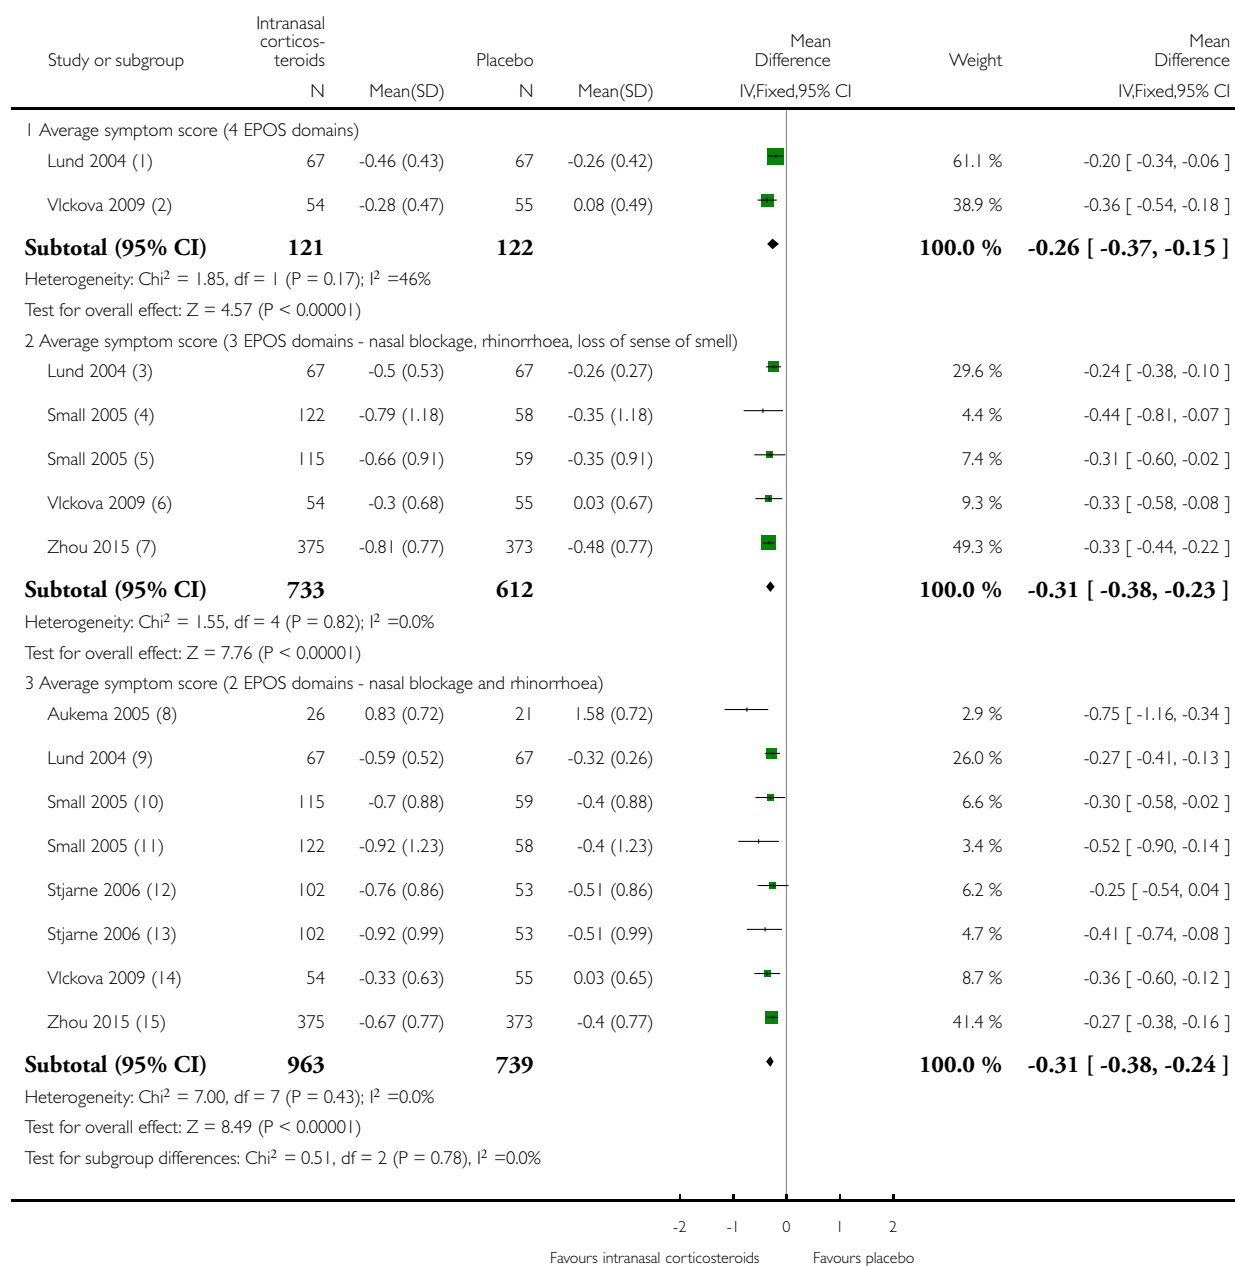 Intranasal
corticos-
teroids Mean Mean
Study or subgroup Placebo Difference Weight Difference
N Mean(SD) N Mean(SD) IV,Fixed,95% CI IV,Fixed,95% CI
1 Average symptom score (4 EPOS domains)
Lund 2004 (1) 67 -0.46 (0.43) 67 -0.26 (0.42) 61.1 % -0.20 [ -0.34, -0.06 ]
Vlckova 2009 (2) 54 -0.28 (0.47) 55 0.08 (0.49) 38.9 % -0.36 [ -0.54, -0.18 ]
Subtotal (95% CI) 121 122 100.0 % -0.26 [ -0.37, -0.15 ]
Heterogeneity: Chi² = 1.85, df = 1 (P = 0.17); I² =46%
Test for overall effect: Z = 4.57 (P < 0.00001)
2 Average symptom score (3 EPOS domains - nasal blockage, rhinorrhoea, loss of sense of smell)
Lund 2004 (3) 67 -0.5 (0.53) 67 -0.26 (0.27) 29.6 % -0.24 [ -0.38, -0.10 ]
Small 2005 (4) 122 -0.79 (1.18) 58 -0.35 (1.18) 4.4 % -0.44 [ -0.81, -0.07 ]
Small 2005 (5) 115 -0.66 (0.91) 59 -0.35 (0.91) 7.4 % -0.31 [ -0.60, -0.02 ]
Vlckova 2009 (6) 54 -0.3 (0.68) 55 0.03 (0.67) 9.3 % -0.33 [ -0.58, -0.08 ]
Zhou 2015 (7) 375 -0.81 (0.77) 373 -0.48 (0.77) 49.3 % -0.33 [ -0.44, -0.22 ]
Subtotal (95% CI) 733 612 100.0 % -0.31 [ -0.38, -0.23 ]
Heterogeneity: Chi² = 1.55, df = 4 (P = 0.82); I² =0.0%
Test for overall effect: Z = 7.76 (P < 0.00001)
3 Average symptom score (2 EPOS domains - nasal blockage and rhinorrhoea)
Aukema 2005 (8) 26 0.83 (0.72) 21 1.58 (0.72) 2.9 % -0.75 [ -1.16, -0.34 ]
Lund 2004 (9) 67 -0.59 (0.52) 67 -0.32 (0.26) 26.0 % -0.27 [ -0.41, -0.13 ]
Small 2005 (10) 115 -0.7 (0.88) 59 -0.4 (0.88) 6.6 % -0.30 [ -0.58, -0.02 ]
Small 2005 (11) 122 -0.92 (1.23) 58 -0.4 (1.23) 3.4 % -0.52 [ -0.90, -0.14 ]
Stjarne 2006 (12) 102 -0.76 (0.86) 53 -0.51 (0.86) 6.2 % -0.25 [ -0.54, 0.04 ]
Stjarne 2006 (13) 102 -0.92 (0.99) 53 -0.51 (0.99) 4.7 % -0.41 [ -0.74, -0.08 ]
Vlckova 2009 (14) 54 -0.33 (0.63) 55 0.03 (0.65) 8.7 % -0.36 [ -0.60, -0.12 ]
Zhou 2015 (15) 375 -0.67 (0.77) 373 -0.4 (0.77) 41.4 % -0.27 [ -0.38, -0.16 ]
Subtotal (95% CI) 963 739 100.0 % -0.31 [ -0.38, -0.24 ]
Heterogeneity: Chi² = 7.00, df = 7 (P = 0.43); I² =0.0%
Test for overall effect: Z = 8.49 (P < 0.00001)
Test for subgroup differences: Chi² = 0.51, df = 2 (P = 0.78), I² =0.0%
-2 -1 0 1 2
Favours intranasal corticosteroids Favours placebo